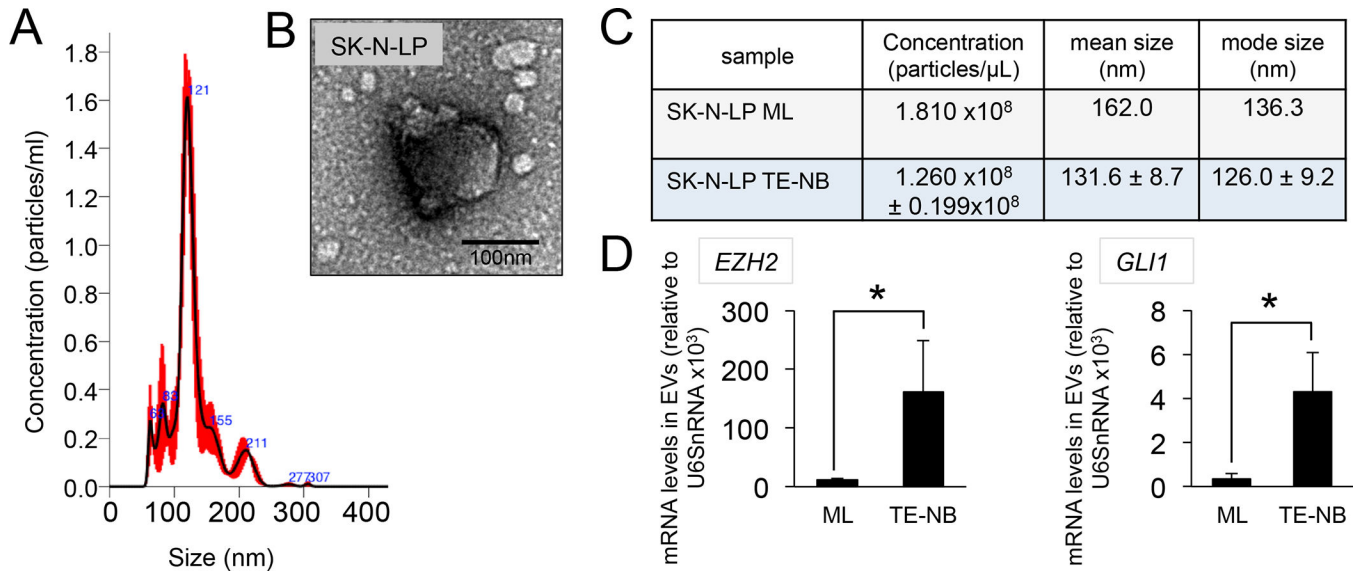 A
Concentration (particles/ml)
1.8
1.6
1.4
1.2
1.0
0.8
0.6
0.4
0.2
0.0
121
83
155
211
277
307
0
100
200
300
400
Size (nm)
B
SK-N-LP
100nm
C
sample
Concentration
(particles/µL)
mean size
(nm)
mode size
(nm)
SK-N-LP ML
1.810 x10⁸
162.0
136.3
SK-N-LP TE-NB
1.260 x10⁸
± 0.199x10⁸
131.6 ± 8.7
126.0 ± 9.2
D
mRNA levels in EVs (relative to
U6SnRNA x10³)
EZH2
*
300
200
100
0
ML
TE-NB
mRNA levels in EVs (relative to
U6SnRNA x10³)
GLI1
*
8
6
4
2
0
ML
TE-NB